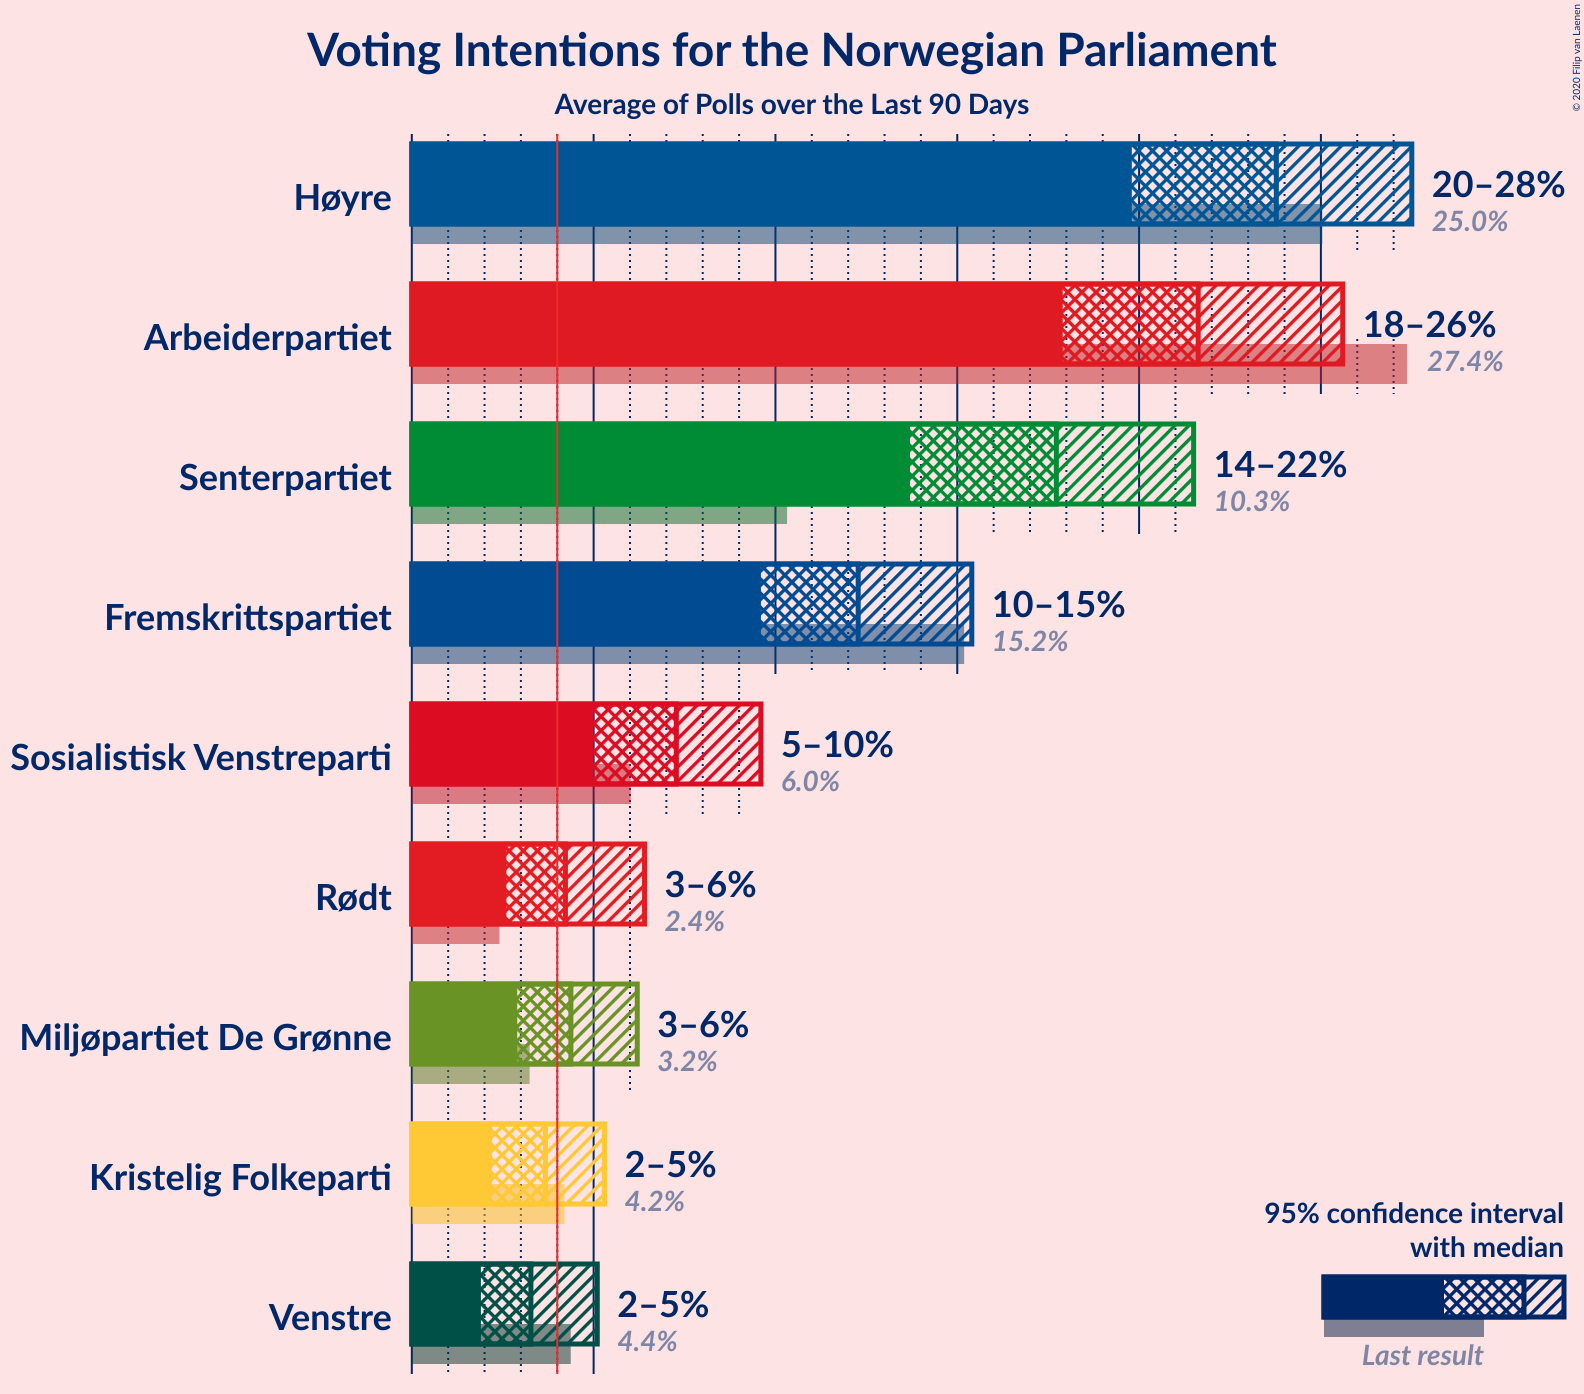 Voting Intentions for the Norwegian Parliament
Average of Polls over the Last 90 Days
© 2020 Filip van Laenen
Høyre
20–28%
25.0%
Arbeiderpartiet
18–26%
27.4%
Senterpartiet
14–22%
10.3%
Fremskrittspartiet
10–15%
15.2%
Sosialistisk Venstreparti
5–10%
6.0%
Rødt
3–6%
2.4%
Miljøpartiet De Grønne
3–6%
3.2%
Kristelig Folkeparti
2–5%
4.2%
Venstre
2–5%
4.4%
95% confidence interval
with median
Last result